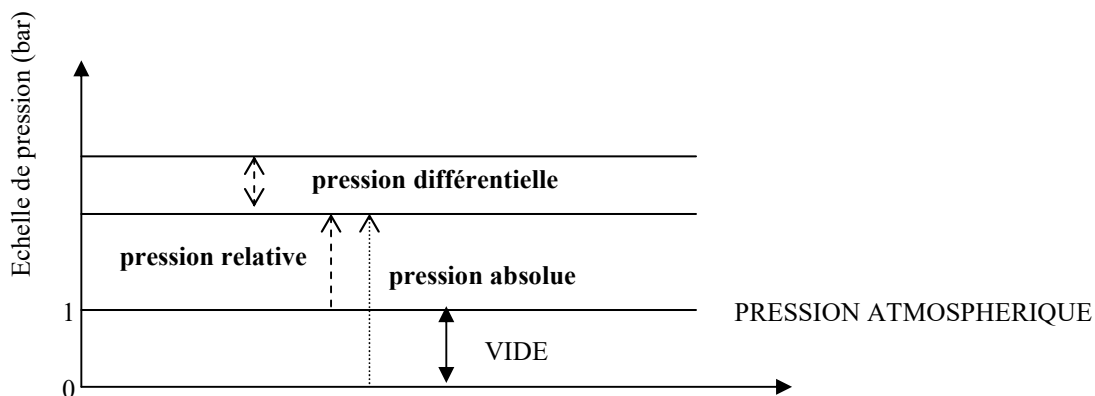 Echelle de pression (bar)
pression différentielle
pression relative
pression absolue
1
PRESSION ATMOSPHERIQUE
VIDE
0